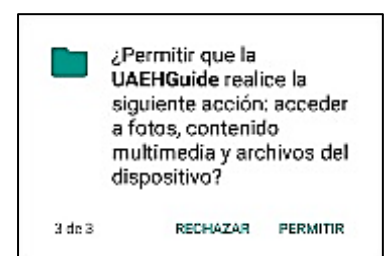 ¿Permitir que la
UAEHGuide realice la
siguiente acción: acceder
a fotos, contenido
multimedia y archivos del
dispositivo?
3 de 3 RECHAZAR PERMITIR